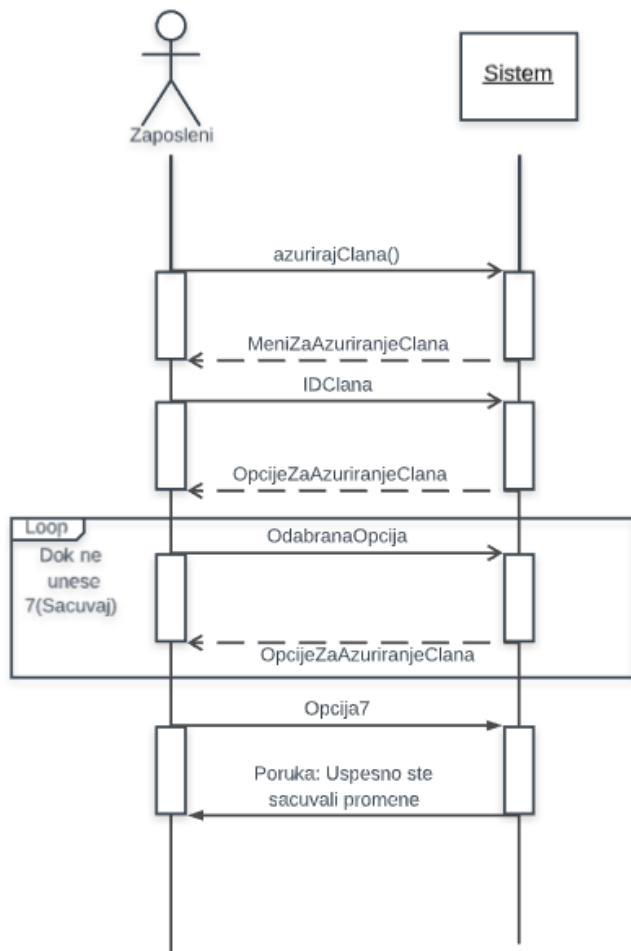 Zaposleni
Sistem
azurirajClana()
MeniZaAzuriranjeClana
IDClana
OpcijeZaAzuriranjeClana
Loop
Dok ne
unese
7(Sacuvaj)
OdabranaOpcija
OpcijeZaAzuriranjeClana
Opcija7
Poruka: Uspesno ste
sacuvali promene